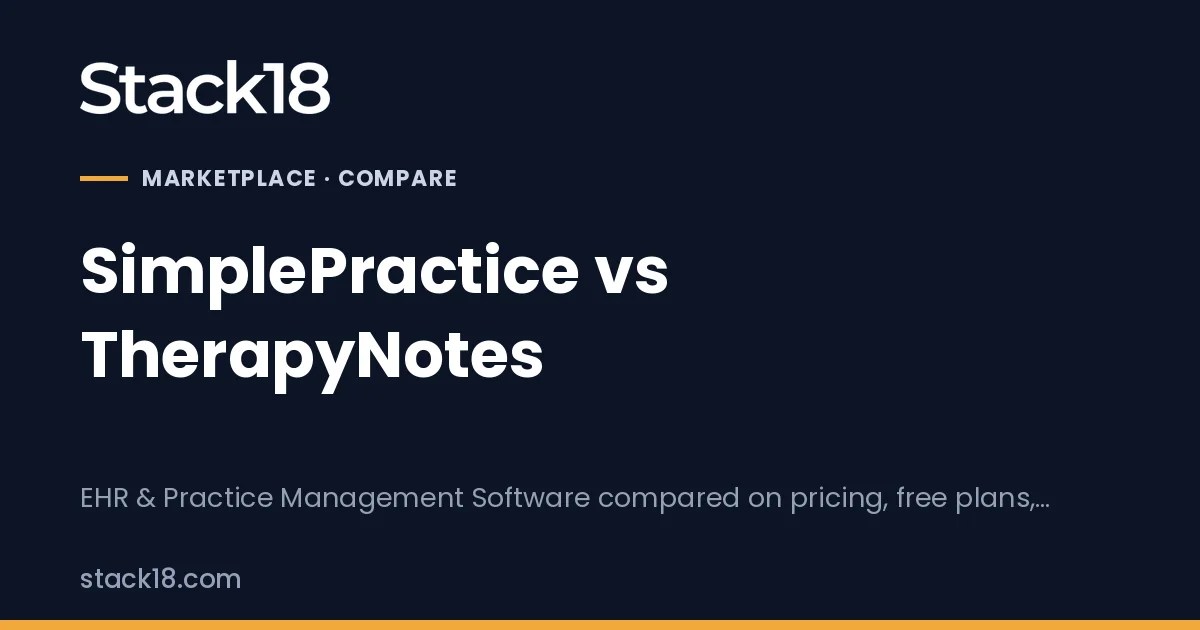 Stack18
MARKETPLACE · COMPARE
SimplePractice vs
TherapyNotes
EHR & Practice Management Software compared on pricing, free plans,...
stack18.com